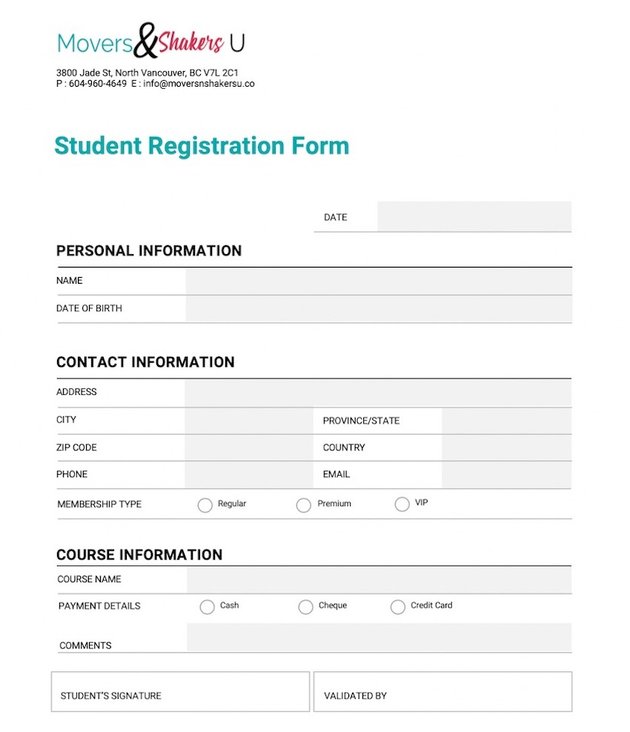 Movers&Shakers U
3800 Jade St, North Vancouver, BC V7L 2C1
P : 604-960-4649 E : info@moversnshakersu.co
Student Registration Form
DATE
PERSONAL INFORMATION
NAME
DATE OF BIRTH
CONTACT INFORMATION
ADDRESS
CITY PROVINCE/STATE
ZIP CODE COUNTRY
PHONE EMAIL
MEMBERSHIP TYPE Regular Premium VIP
COURSE INFORMATION
COURSE NAME
PAYMENT DETAILS Cash Cheque Credit Card
COMMENTS
STUDENT'S SIGNATURE VALIDATED BY